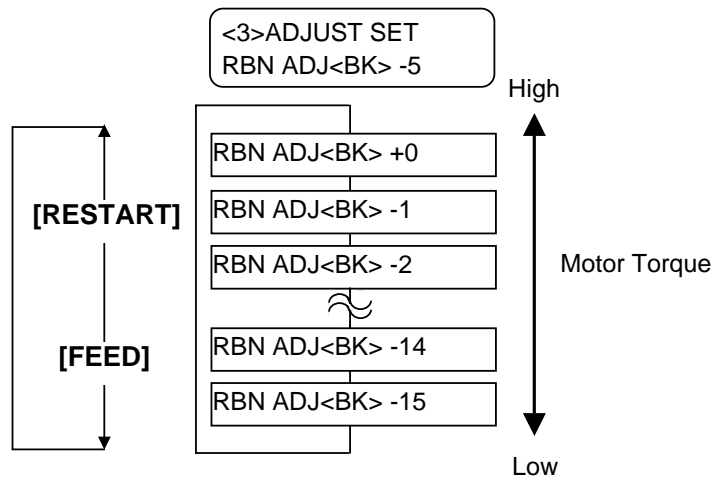 <3>ADJUST SET
RBN ADJ<BK> -5
High
RBN ADJ<BK> +0
[RESTART]
RBN ADJ<BK> -1
RBN ADJ<BK> -2
Motor Torque
[FEED]
RBN ADJ<BK> -14
RBN ADJ<BK> -15
Low